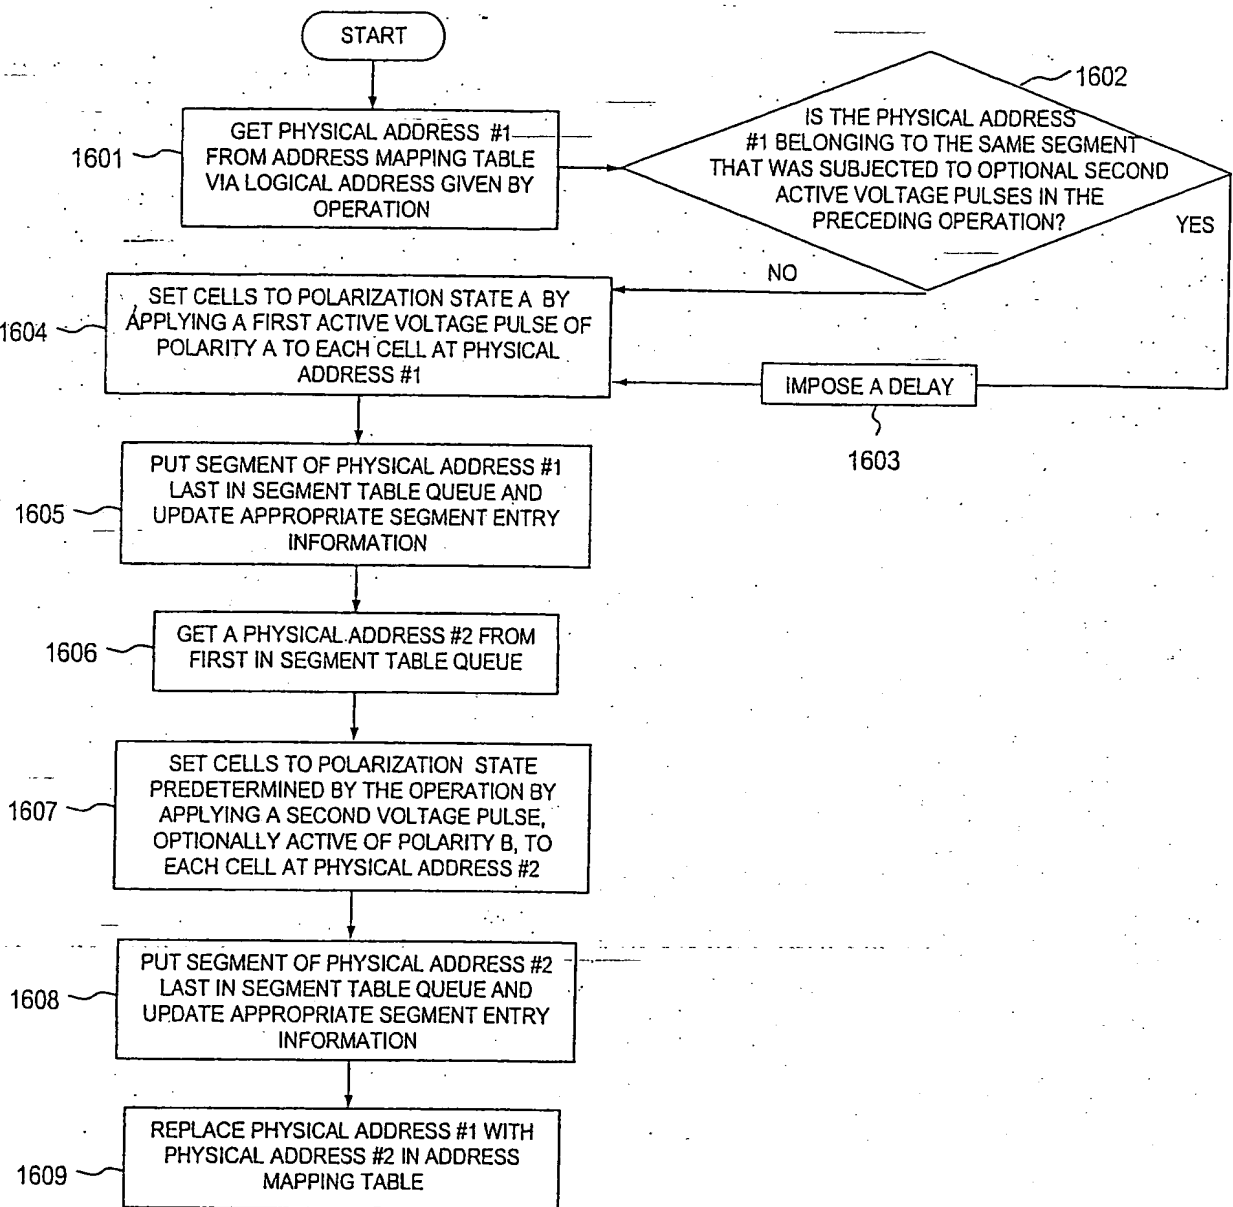 START
1601
GET PHYSICAL ADDRESS #1
FROM ADDRESS MAPPING TABLE
VIA LOGICAL ADDRESS GIVEN BY
OPERATION
1602
IS THE PHYSICAL ADDRESS
#1 BELONGING TO THE SAME SEGMENT
THAT WAS SUBJECTED TO OPTIONAL SECOND
ACTIVE VOLTAGE PULSES IN THE
PRECEDING OPERATION?
YES
NO
1604
SET CELLS TO POLARIZATION STATE A BY
APPLYING A FIRST ACTIVE VOLTAGE PULSE OF
POLARITY A TO EACH CELL AT PHYSICAL
ADDRESS #1
IMPOSE A DELAY
1603
1605
PUT SEGMENT OF PHYSICAL ADDRESS #1
LAST IN SEGMENT TABLE QUEUE AND
UPDATE APPROPRIATE SEGMENT ENTRY
INFORMATION
1606
GET A PHYSICAL ADDRESS #2 FROM
FIRST IN SEGMENT TABLE QUEUE
1607
SET CELLS TO POLARIZATION STATE
PREDETERMINED BY THE OPERATION BY
APPLYING A SECOND VOLTAGE PULSE,
OPTIONALLY ACTIVE OF POLARITY B, TO
EACH CELL AT PHYSICAL ADDRESS #2
1608
PUT SEGMENT OF PHYSICAL ADDRESS #2
LAST IN SEGMENT TABLE QUEUE AND
UPDATE APPROPRIATE SEGMENT ENTRY
INFORMATION
1609
REPLACE PHYSICAL ADDRESS #1 WITH
PHYSICAL ADDRESS #2 IN ADDRESS
MAPPING TABLE